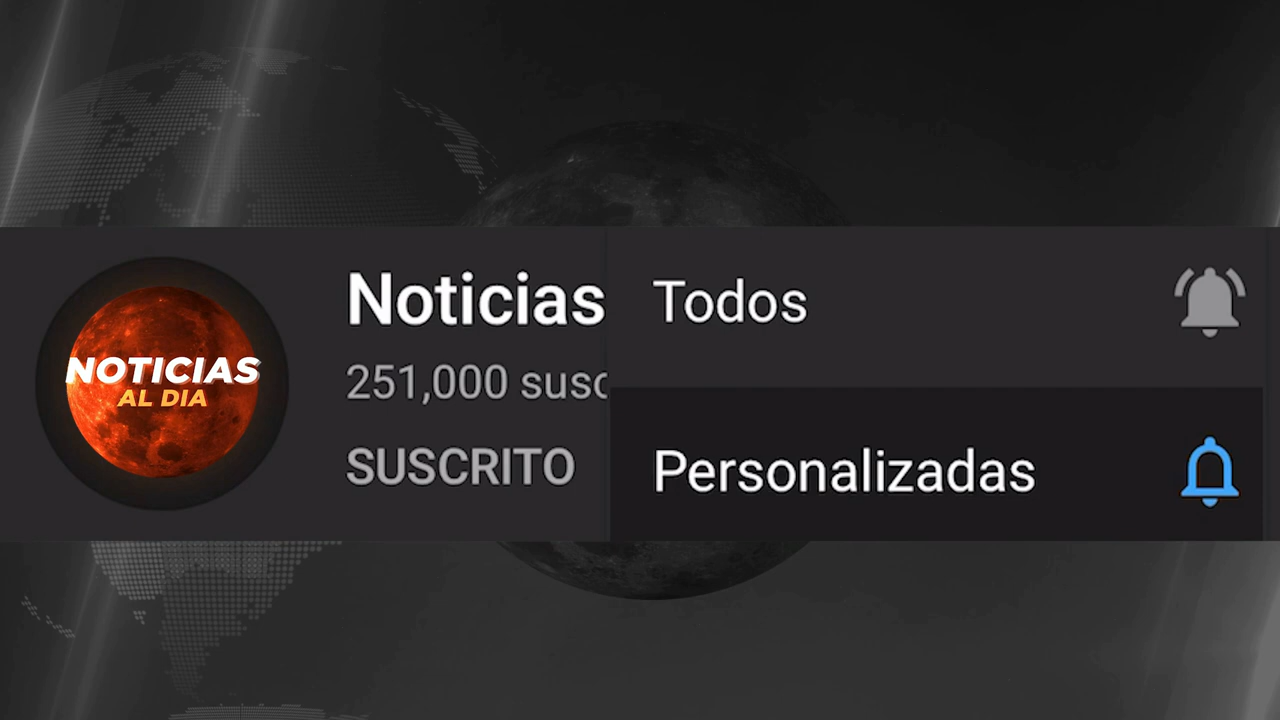 NOTICIAS
AL DIA
Noticias
251,000 susc
SUSCRITO
Todos
Personalizadas